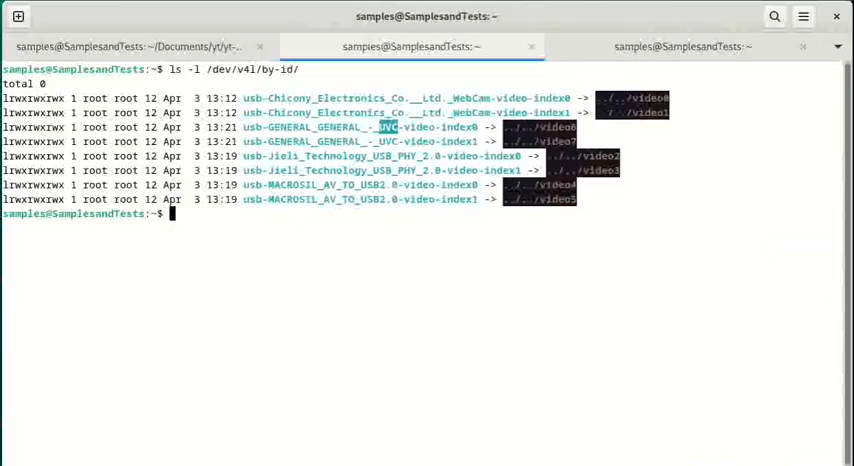 samples@SamplesandTests: ~
samples@SamplesandTests: ~/Documents/yt/yt-...
samples@SamplesandTests: ~
samples@SamplesandTests: ~
samples@SamplesandTests:~$ ls -l /dev/v4l/by-id/
total 0
lrwxrwxrwx 1 root root 12 Apr  3 13:12 usb-Chicony_Electronics_Co.__Ltd._WebCam-video-index0 -> ../../video0
lrwxrwxrwx 1 root root 12 Apr  3 13:12 usb-Chicony_Electronics_Co.__Ltd._WebCam-video-index1 -> ../../video1
lrwxrwxrwx 1 root root 12 Apr  3 13:21 usb-GENERAL_GENERAL_-_UVC-video-index0 -> ../../video6
lrwxrwxrwx 1 root root 12 Apr  3 13:21 usb-GENERAL_GENERAL_-_UVC-video-index1 -> ../../video7
lrwxrwxrwx 1 root root 12 Apr  3 13:19 usb-Jieli_Technology_USB_PHY_2.0-video-index0 -> ../../video2
lrwxrwxrwx 1 root root 12 Apr  3 13:19 usb-Jieli_Technology_USB_PHY_2.0-video-index1 -> ../../video3
lrwxrwxrwx 1 root root 12 Apr  3 13:19 usb-MACROSIL_AV_TO_USB2.0-video-index0 -> ../../video4
lrwxrwxrwx 1 root root 12 Apr  3 13:19 usb-MACROSIL_AV_TO_USB2.0-video-index1 -> ../../video5
samples@SamplesandTests:~$